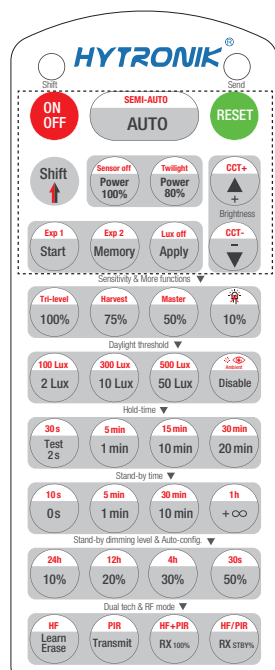 HYTRONIK®
Shift Send
ON
OFF
SEMI-AUTO
AUTO
RESET
Shift
Sensor off
Power
100%
Twilight
Power
80%
CCT+
+
Brightness
Exp 1
Start
Exp 2
Memory
Lux off
Apply
CCT-
−
Sensitivity & More functions ▼
Tri-level Harvest Master
100% 75% 50% 10%
Daylight threshold ▼
100 Lux 300 Lux 500 Lux Ambient
2 Lux 10 Lux 50 Lux Disable
Hold-time ▼
30 s 5 min 15 min 30 min
Test
2 s
1 min 10 min 20 min
Stand-by time ▼
10 s 5 min 30 min 1h
0s 1 min 10 min +∞
Stand-by dimming level & Auto-config. ▼
24h 12h 4h 30s
10% 20% 30% 50%
Dual tech & RF mode ▼
HF PIR HF+PIR HF/PIR
Learn
Erase
Transmit RX 100% RX STBY%